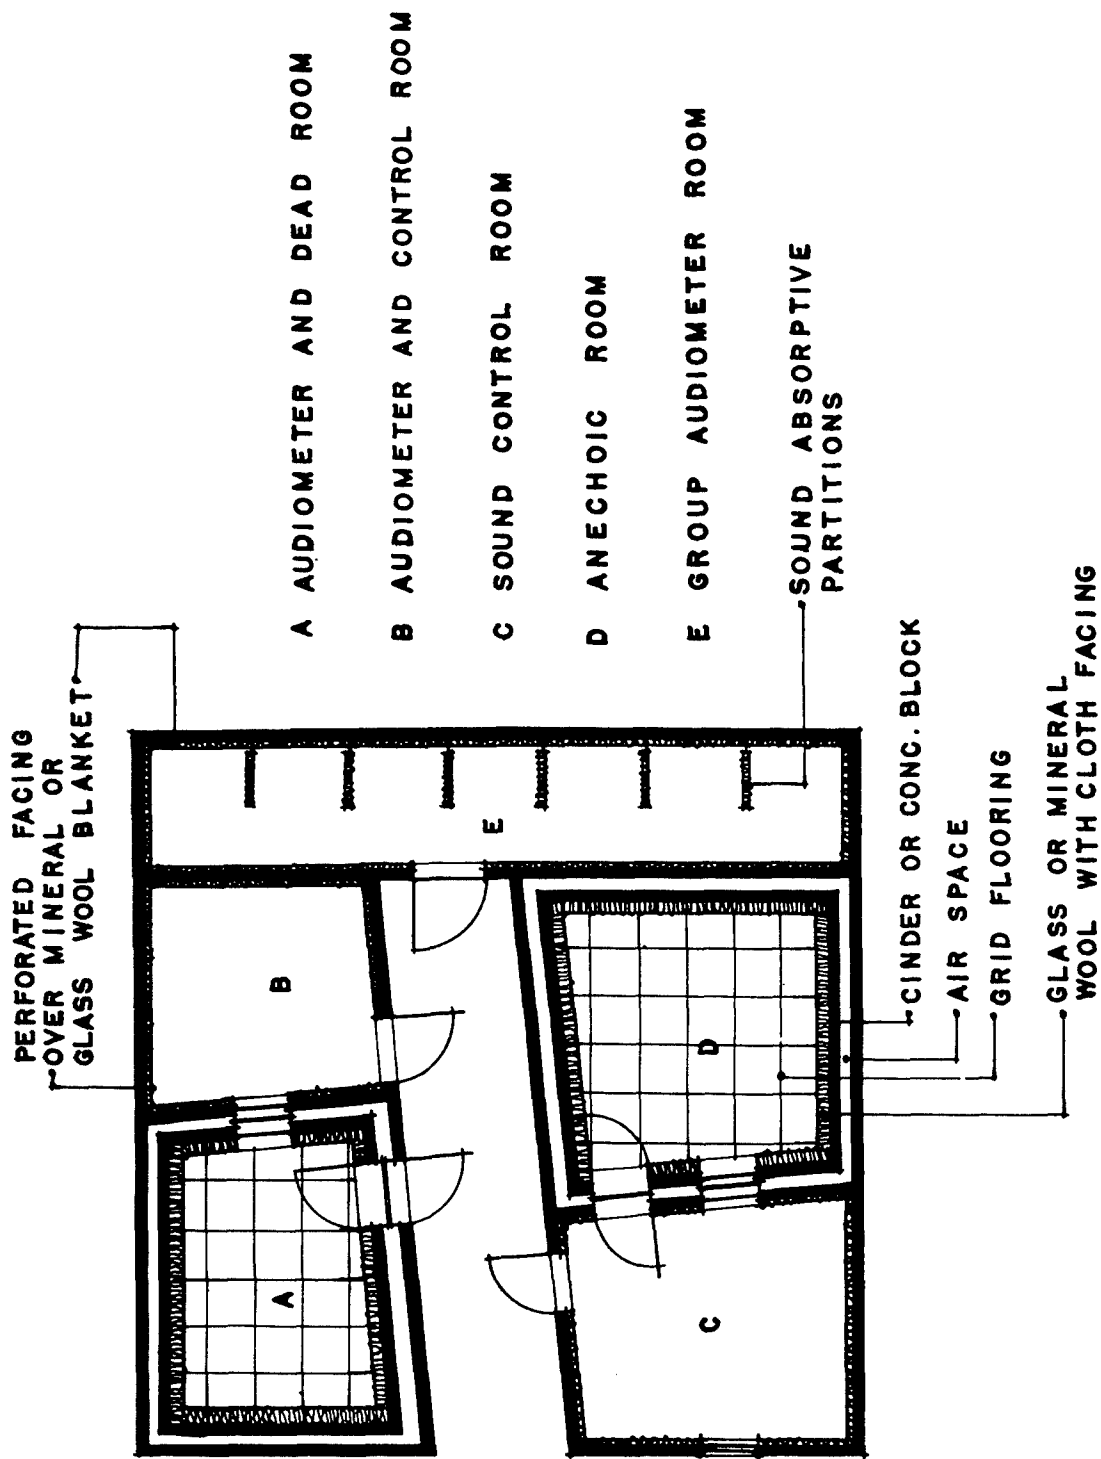 PERFORATED FACING
OVER MINERAL OR
GLASS WOOL BLANKET
A AUDIOMETER AND DEAD ROOM
B AUDIOMETER AND CONTROL ROOM
C SOUND CONTROL ROOM
D ANECHOIC ROOM
E GROUP AUDIOMETER ROOM
SOUND ABSORPTIVE
PARTITIONS
A
B
C
D
E
CINDER OR CONC. BLOCK
AIR SPACE
GRID FLOORING
GLASS OR MINERAL
WOOL WITH CLOTH FACING